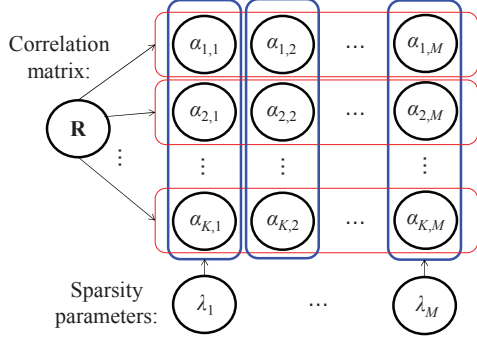 Correlation
matrix:
R
α1,1 α1,2 ... α1,M
α2,1 α2,2 ... α2,M
⋮ ⋮ ⋮ ⋮
αK,1 αK,2 ... αK,M
Sparsity
parameters:
λ1 ... λM